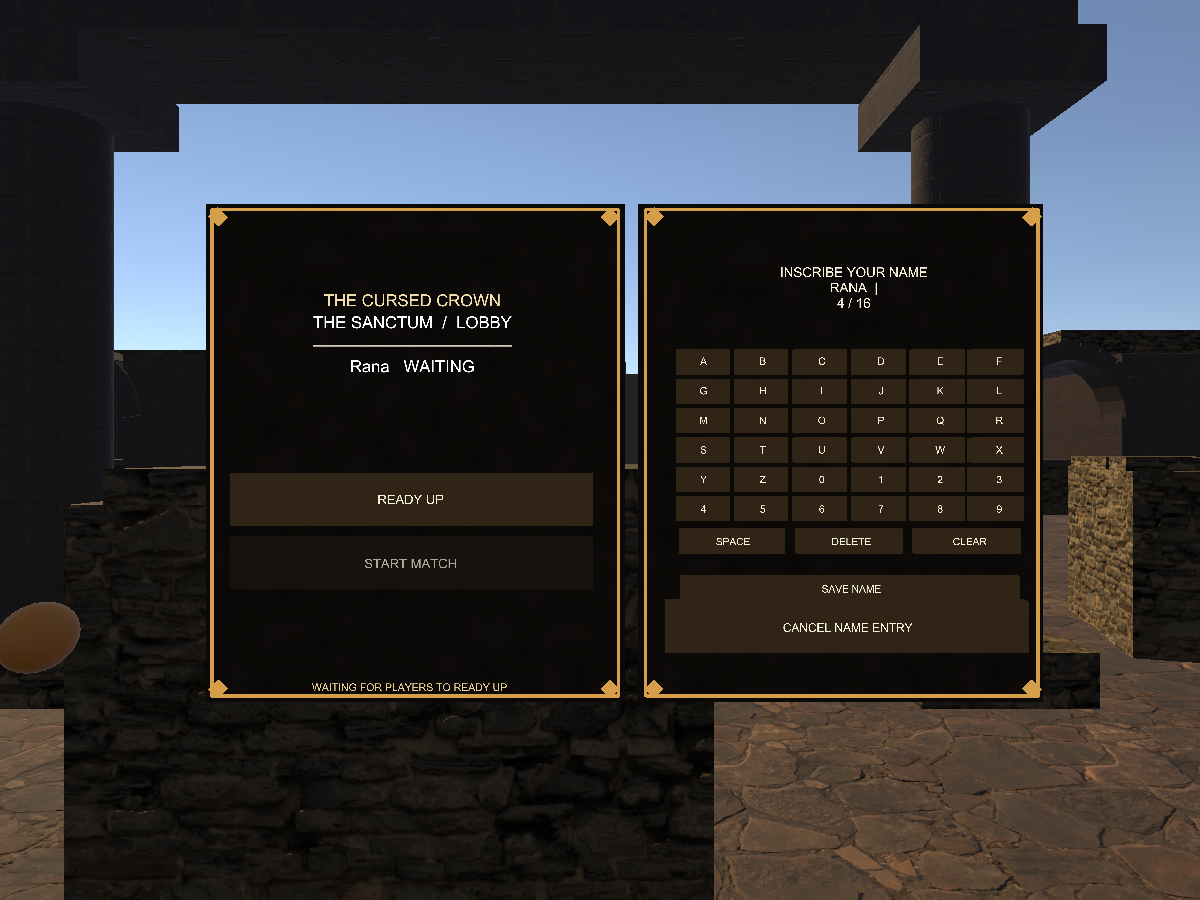 THE CURSED CROWN
THE SANCTUM / LOBBY
Rana WAITING
READY UP
START MATCH
WAITING FOR PLAYERS TO READY UP
INSCRIBE YOUR NAME
RANA |
4 / 16
A B C D E F
G H I J K L
M N O P Q R
S T U V W X
Y Z 0 1 2 3
4 5 6 7 8 9
SPACE DELETE CLEAR
SAVE NAME
CANCEL NAME ENTRY